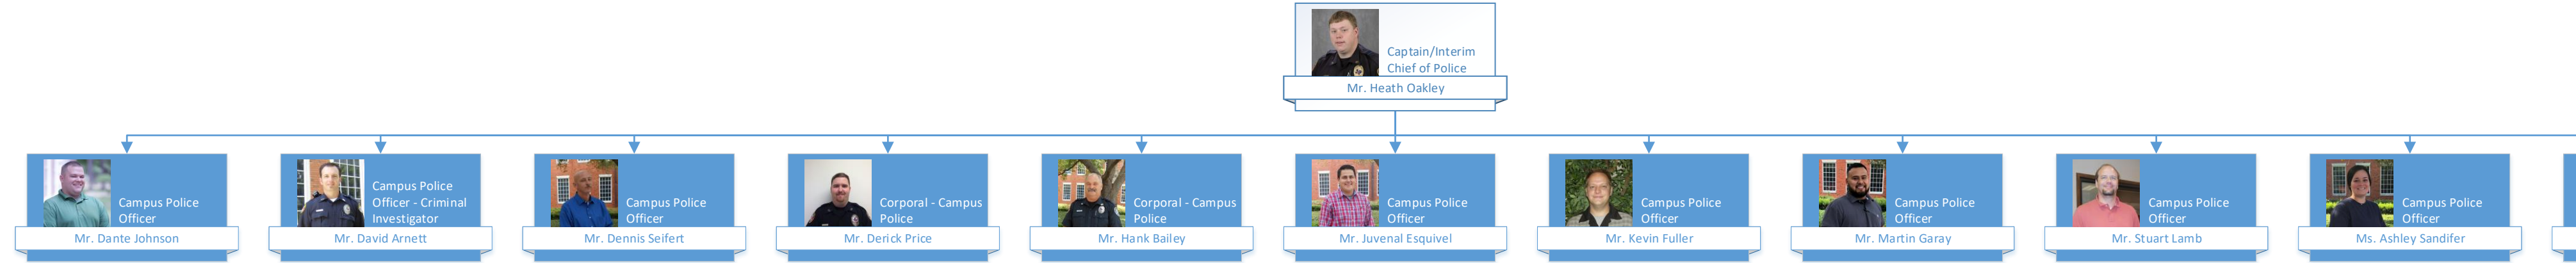 Captain/Interim
Chief of Police
Mr. Heath Oakley
Campus Police
Officer
Mr. Dante Johnson
Campus Police
Officer - Criminal
Investigator
Mr. David Arnett
Campus Police
Officer
Mr. Dennis Seifert
Corporal - Campus
Police
Mr. Derick Price
Corporal - Campus
Police
Mr. Hank Bailey
Campus Police
Officer
Mr. Juvenal Esquivel
Campus Police
Officer
Mr. Kevin Fuller
Campus Police
Officer
Mr. Martin Garay
Campus Police
Officer
Mr. Stuart Lamb
Campus Police
Officer
Ms. Ashley Sandifer